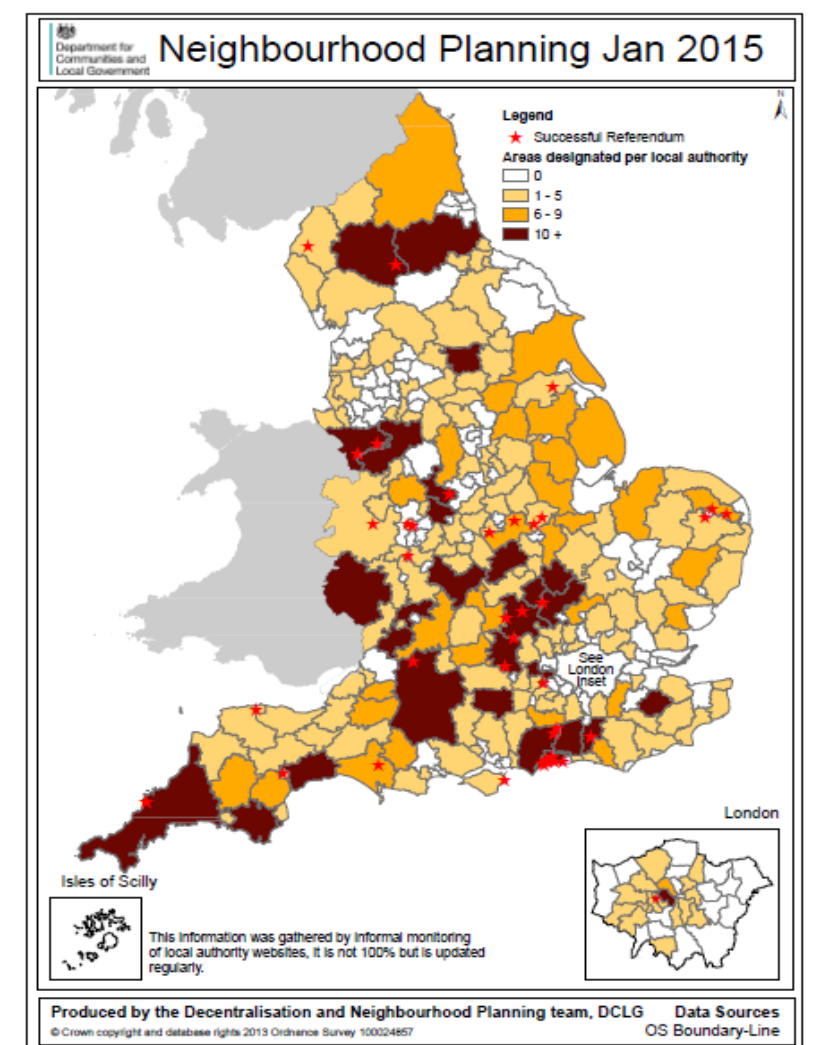 Department for
Communities and
Local Government
Neighbourhood Planning Jan 2015
N
Legend
Successful Referendum
Areas designated per local authority
0
1 - 5
6 - 9
10 +
See
London
Inset
London
Isles of Scilly
This information was gathered by informal monitoring
of local authority websites, it is not 100% but is updated
regularly.
Produced by the Decentralisation and Neighbourhood Planning team, DCLG
Data Sources
© Crown copyright and database rights 2013 Ordnance Survey 100024857
OS Boundary-Line